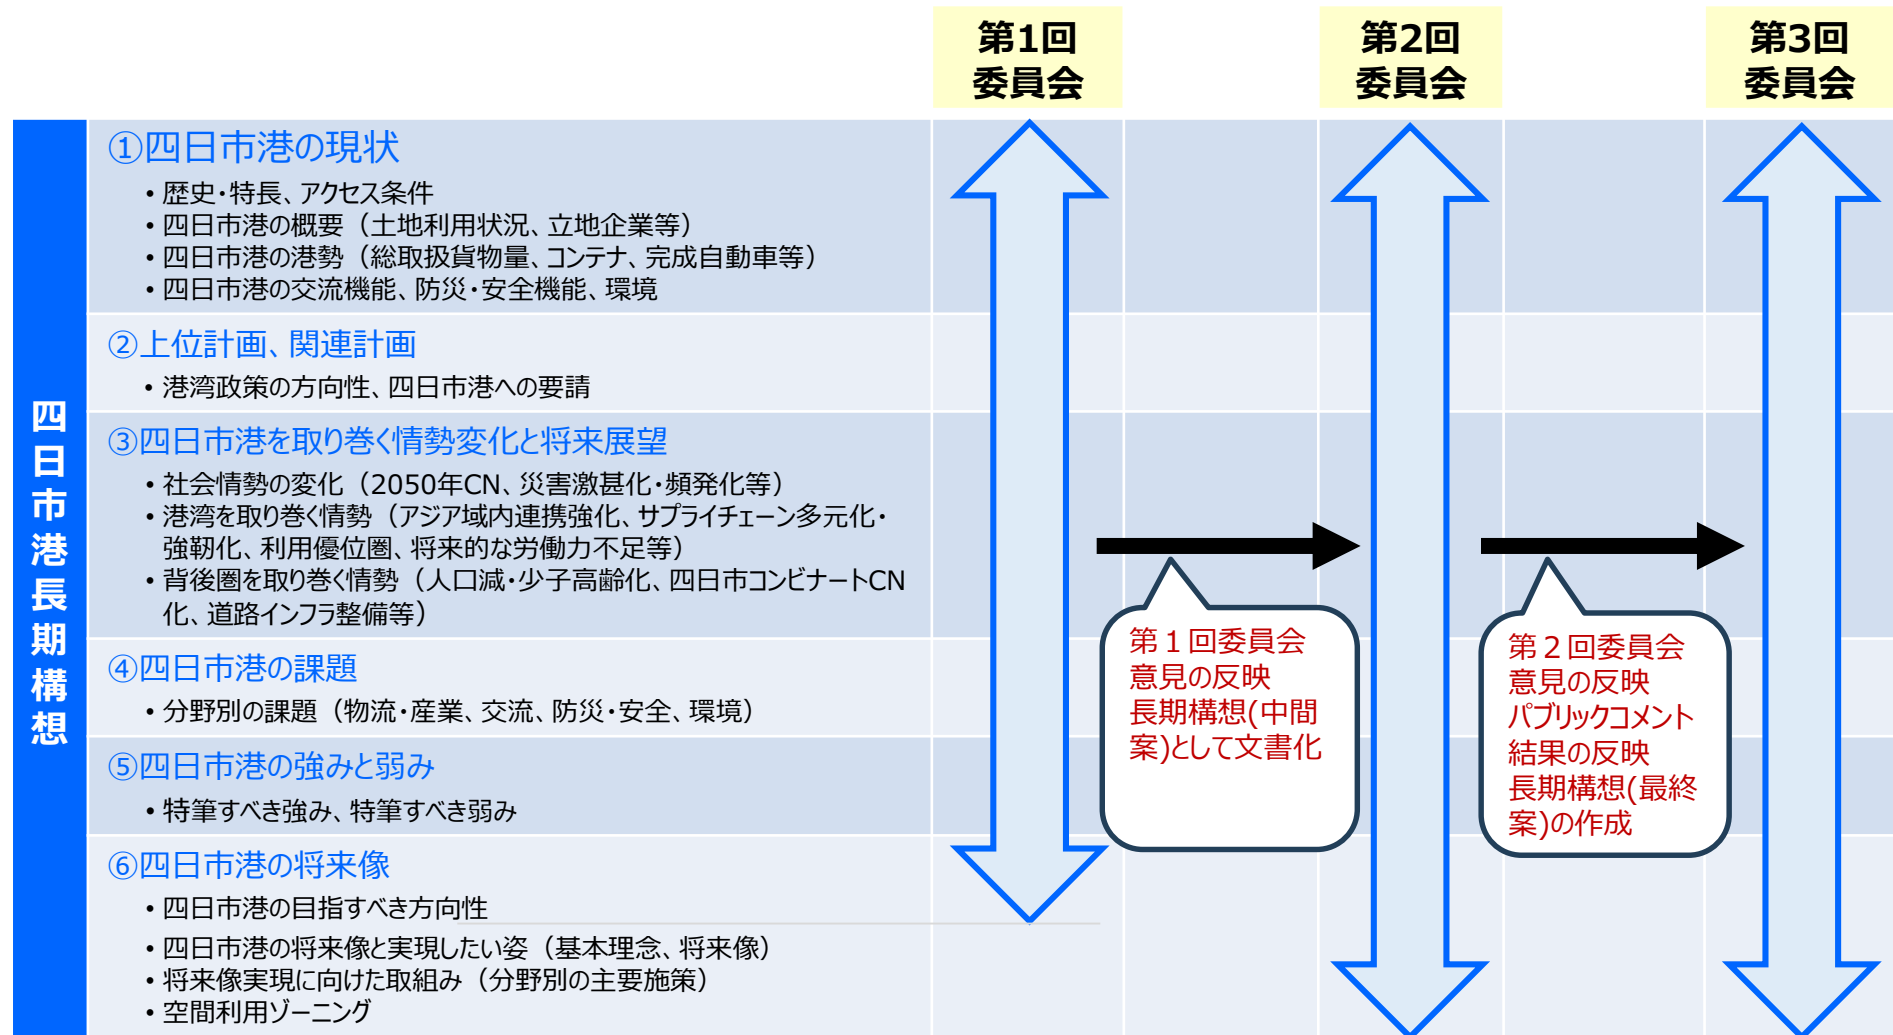 第1回
委員会
第2回
委員会
第3回
委員会
四日市港長期構想
①四日市港の現状
• 歴史・特長、アクセス条件
• 四日市港の概要（土地利用状況、立地企業等）
• 四日市港の港勢（総取扱貨物量、コンテナ、完成自動車等）
• 四日市港の交流機能、防災・安全機能、環境
②上位計画、関連計画
• 港湾政策の方向性、四日市港への要請
③四日市港を取り巻く情勢変化と将来展望
• 社会情勢の変化（2050年CN、災害激甚化・頻発化等）
• 港湾を取り巻く情勢（アジア域内連携強化、サプライチェーン多元化・
強靭化、利用優位圏、将来的な労働力不足等）
• 背後圏を取り巻く情勢（人口減・少子高齢化、四日市コンビナートCN
化、道路インフラ整備等）
④四日市港の課題
• 分野別の課題（物流・産業、交流、防災・安全、環境）
⑤四日市港の強みと弱み
• 特筆すべき強み、特筆すべき弱み
⑥四日市港の将来像
• 四日市港の目指すべき方向性
• 四日市港の将来像と実現したい姿（基本理念、将来像）
• 将来像実現に向けた取組み（分野別の主要施策）
• 空間利用ゾーニング
第１回委員会
意見の反映
長期構想(中間
案)として文書化
第２回委員会
意見の反映
パブリックコメント
結果の反映
長期構想(最終
案)の作成